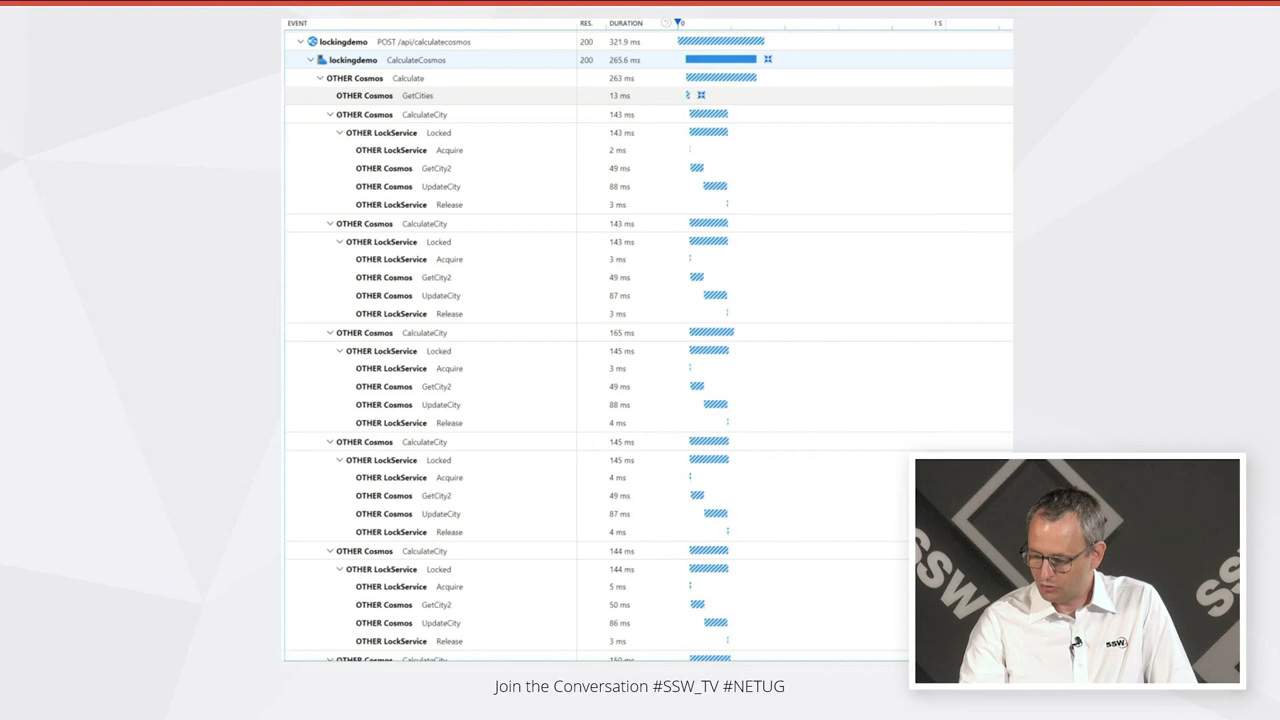 EVENT RES. DURATION 0 1 S
lockingdemo POST /api/calculatecosmos 200 321.9 ms
lockingdemo CalculateCosmos 200 265.6 ms
OTHER Cosmos Calculate 263 ms
OTHER Cosmos GetCities 13 ms
OTHER Cosmos CalculateCity 143 ms
OTHER LockService Locked 143 ms
OTHER LockService Acquire 2 ms
OTHER Cosmos GetCity2 49 ms
OTHER Cosmos UpdateCity 88 ms
OTHER LockService Release 3 ms
OTHER Cosmos CalculateCity 143 ms
OTHER LockService Locked 143 ms
OTHER LockService Acquire 3 ms
OTHER Cosmos GetCity2 49 ms
OTHER Cosmos UpdateCity 87 ms
OTHER LockService Release 3 ms
OTHER Cosmos CalculateCity 165 ms
OTHER LockService Locked 145 ms
OTHER LockService Acquire 3 ms
OTHER Cosmos GetCity2 49 ms
OTHER Cosmos UpdateCity 88 ms
OTHER LockService Release 4 ms
OTHER Cosmos CalculateCity 145 ms
OTHER LockService Locked 145 ms
OTHER LockService Acquire 4 ms
OTHER Cosmos GetCity2 49 ms
OTHER Cosmos UpdateCity 87 ms
OTHER LockService Release 4 ms
OTHER Cosmos CalculateCity 144 ms
OTHER LockService Locked 144 ms
OTHER LockService Acquire 5 ms
OTHER Cosmos GetCity2 50 ms
OTHER Cosmos UpdateCity 86 ms
OTHER LockService Release 3 ms
OTHER Cosmos CalculateCity
SSW
SSW
SSW
Join the Conversation #SSW_TV #NETUG